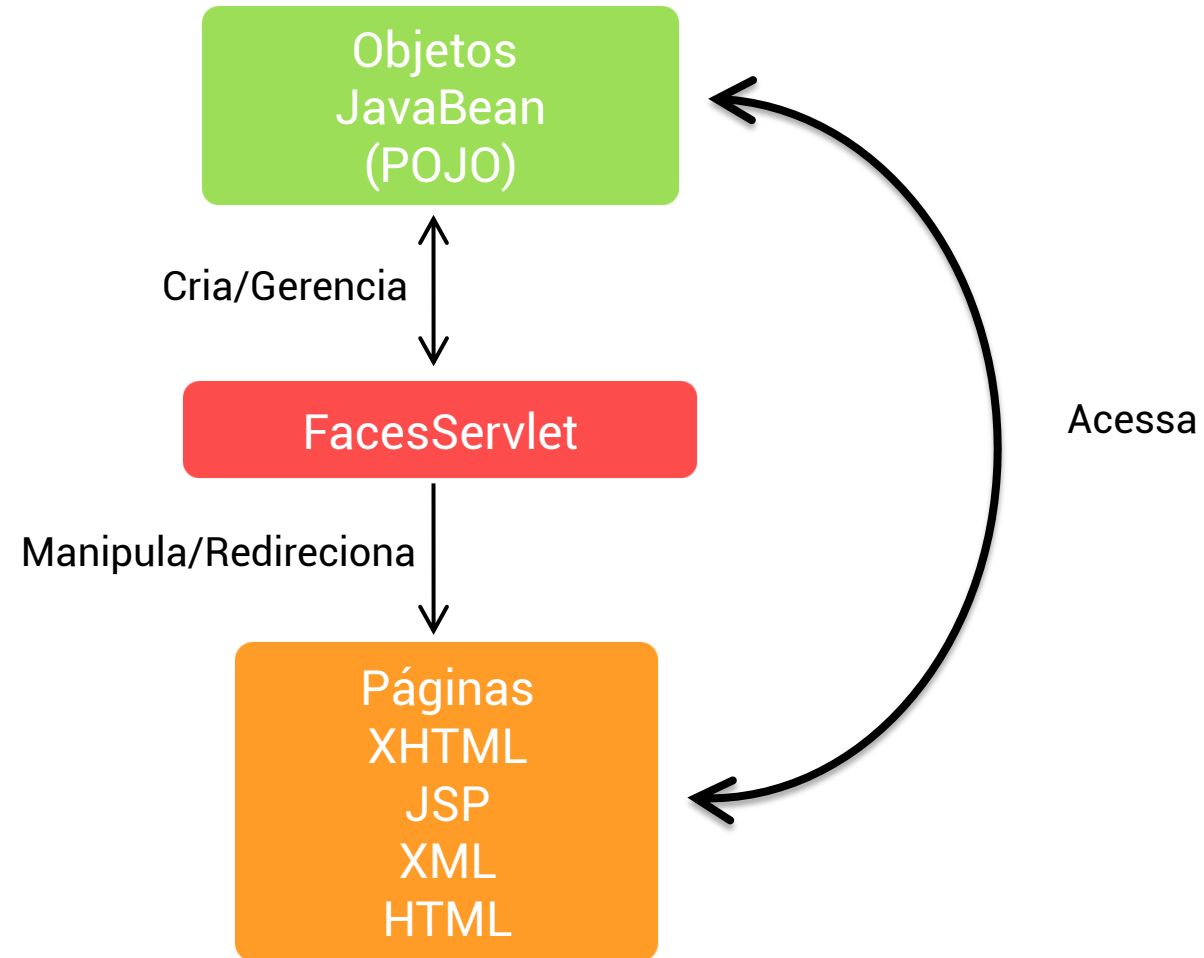 Objetos
JavaBean
(POJO)
Cria/Gerencia
FacesServlet
Acessa
Manipula/Redireciona
Páginas
XHTML
JSP
XML
HTML